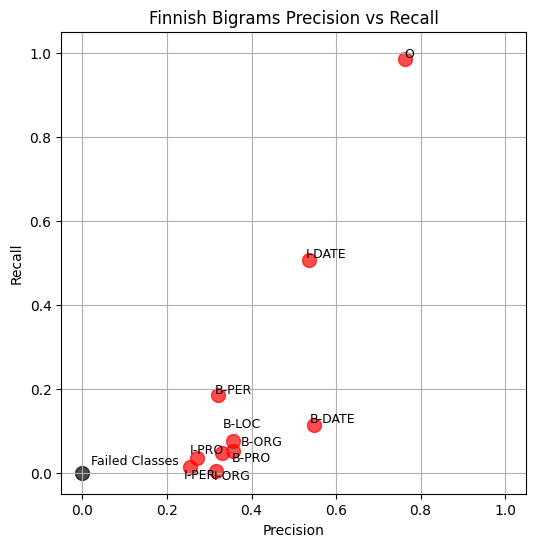 Finnish Bigrams Precision vs Recall
1.0
0.8
0.6
0.4
0.2
0.0
Recall
O
I-DATE
B-PER
B-DATE
B-LOC
B-ORG
I-PRO
B-PRO
Failed Classes
I-PER
I-ORG
0.0 0.2 0.4 0.6 0.8 1.0
Precision